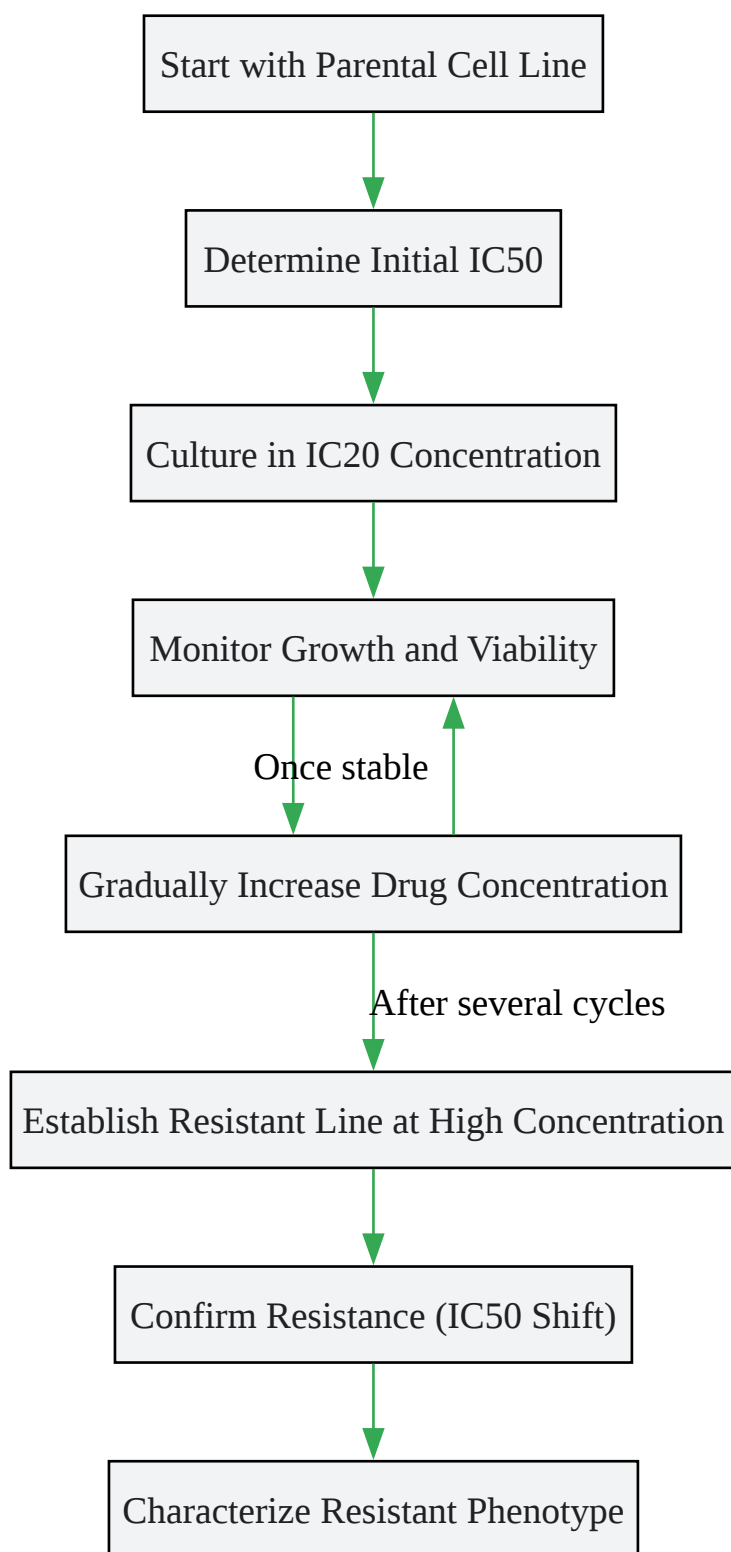 Start with Parental Cell Line
Determine Initial IC50
Culture in IC20 Concentration
Monitor Growth and Viability
Once stable
Gradually Increase Drug Concentration
After several cycles
Establish Resistant Line at High Concentration
Confirm Resistance (IC50 Shift)
Characterize Resistant Phenotype